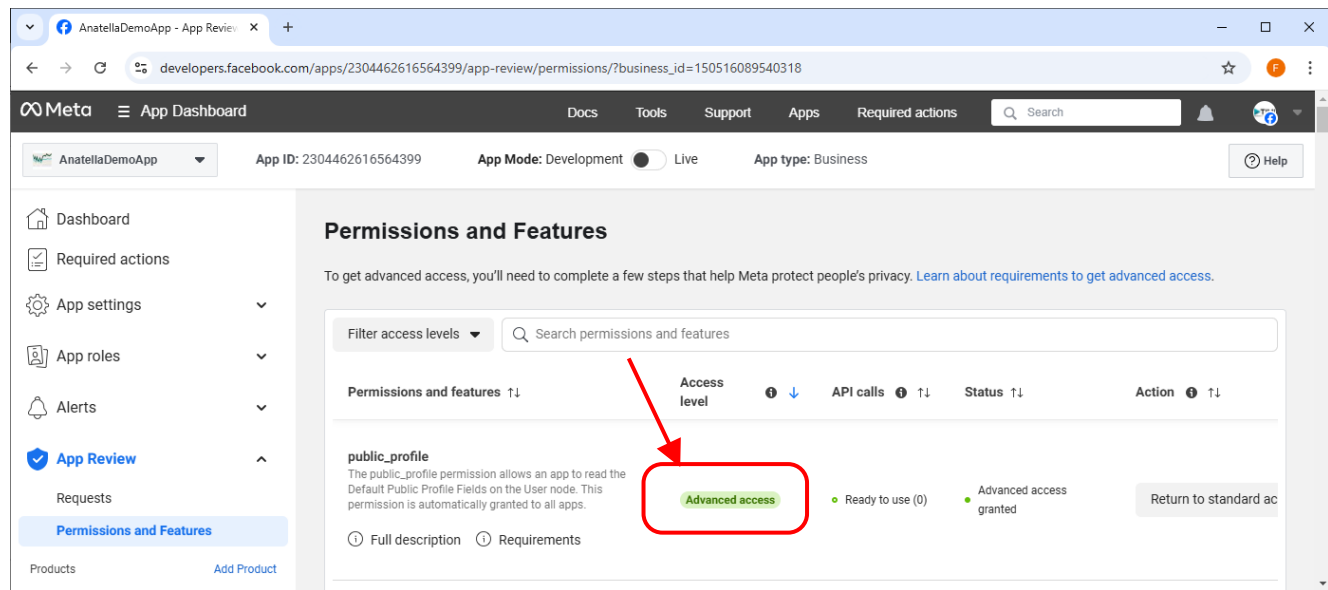 AnatellaDemoApp - App Review
developers.facebook.com/apps/2304462616564399/app-review/permissions/?business_id=150516089540318
F
Meta
App Dashboard
Docs
Tools
Support
Apps
Required actions
Search
AnatellaDemoApp
App ID: 2304462616564399
App Mode: Development
Live
App type: Business
Help
Dashboard
Required actions
App settings
App roles
Alerts
App Review
Requests
Permissions and Features
Products
Add Product
Permissions and Features
To get advanced access, you'll need to complete a few steps that help Meta protect people's privacy. Learn about requirements to get advanced access.
Filter access levels
Search permissions and features
Permissions and features
Access
level
API calls
Status
Action
public_profile
The public_profile permission allows an app to read the
Default Public Profile Fields on the User node. This
permission is automatically granted to all apps.
Full description
Requirements
Advanced access
Ready to use (0)
Advanced access
granted
Return to standard ac